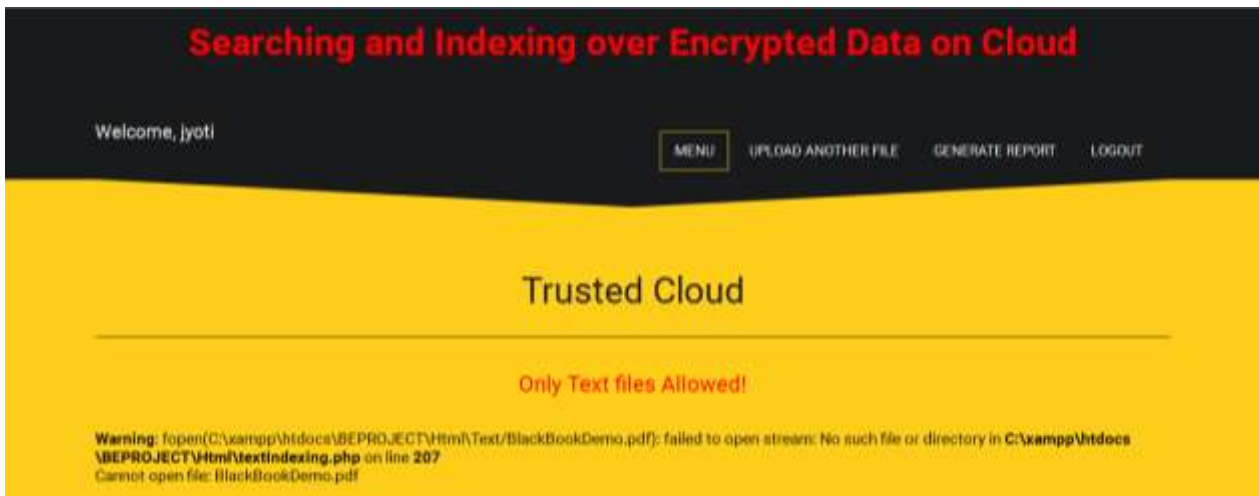 Searching and Indexing over Encrypted Data on Cloud
Welcome, jyoti
MENU UPLOAD ANOTHER FILE GENERATE REPORT LOGOUT
Trusted Cloud
Only Text files Allowed!
Warning: fopen(C:\xampp\htdocs\BEPROJECT\Html\Text/BlackBookDemo.pdf): failed to open stream: No such file or directory in C:\xampp\htdocs
\BEPROJECT\Html\textIndexing.php on line 207
Cannot open file: BlackBookDemo.pdf